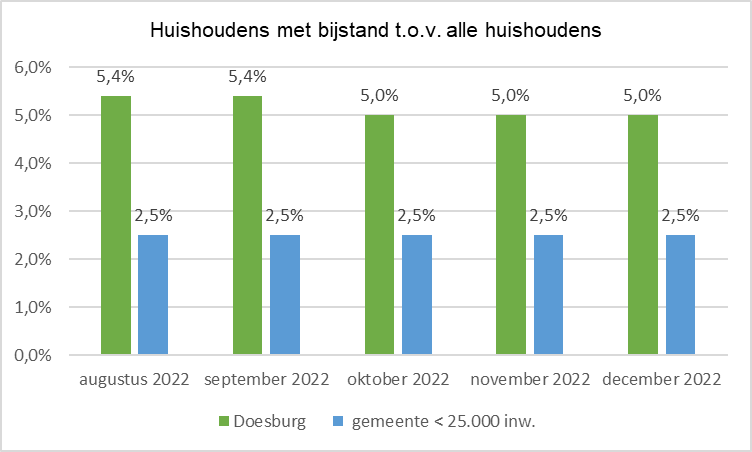 Huishoudens met bijstand t.o.v. alle huishoudens
6,0%
5,0%
4,0%
3,0%
2,0%
1,0%
0,0%
5,4% 5,4% 5,0% 5,0% 5,0%
2,5% 2,5% 2,5% 2,5% 2,5%
augustus 2022 september 2022 oktober 2022 november 2022 december 2022
Doesburg gemeente < 25.000 inw.